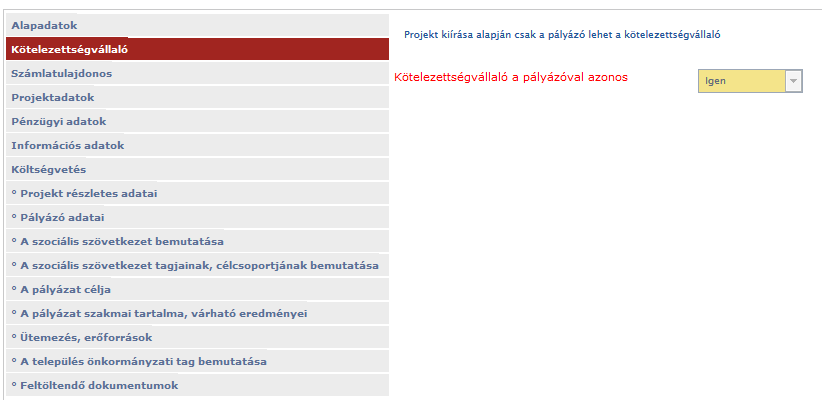 Alapadatok
Kötelezettségvállaló
Számlatulajdonos
Projektadatok
Pénzügyi adatok
Információs adatok
Költségvetés
° Projekt részletes adatai
° Pályázó adatai
° A szociális szövetkezet bemutatása
° A szociális szövetkezet tagjainak, célcsoportjának bemutatása
° A pályázat célja
° A pályázat szakmai tartalma, várható eredményei
° Ütemezés, erőforrások
° A település önkormányzati tag bemutatása
° Feltöltendő dokumentumok
Projekt kiírása alapján csak a pályázó lehet a kötelezettségvállaló
Kötelezettségvállaló a pályázóval azonos Igen